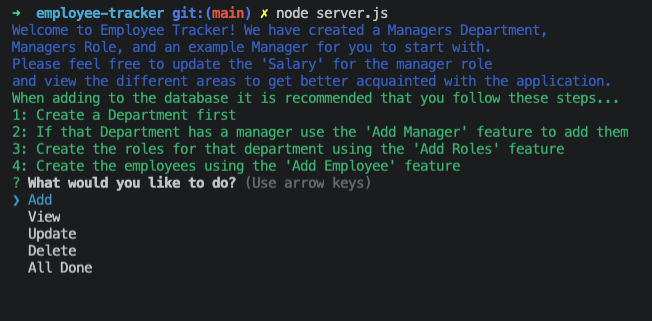 ➜  employee-tracker git:(main) ✗ node server.js
Welcome to Employee Tracker! We have created a Managers Department,
Managers Role, and an example Manager for you to start with.
Please feel free to update the 'Salary' for the manager role
and view the different areas to get better acquainted with the application.
When adding to the database it is recommended that you follow these steps...
1: Create a Department first
2: If that Department has a manager use the 'Add Manager' feature to add them
3: Create the roles for that department using the 'Add Roles' feature
4: Create the employees using the 'Add Employee' feature
? What would you like to do? (Use arrow keys)
❯ Add
  View
  Update
  Delete
  All Done